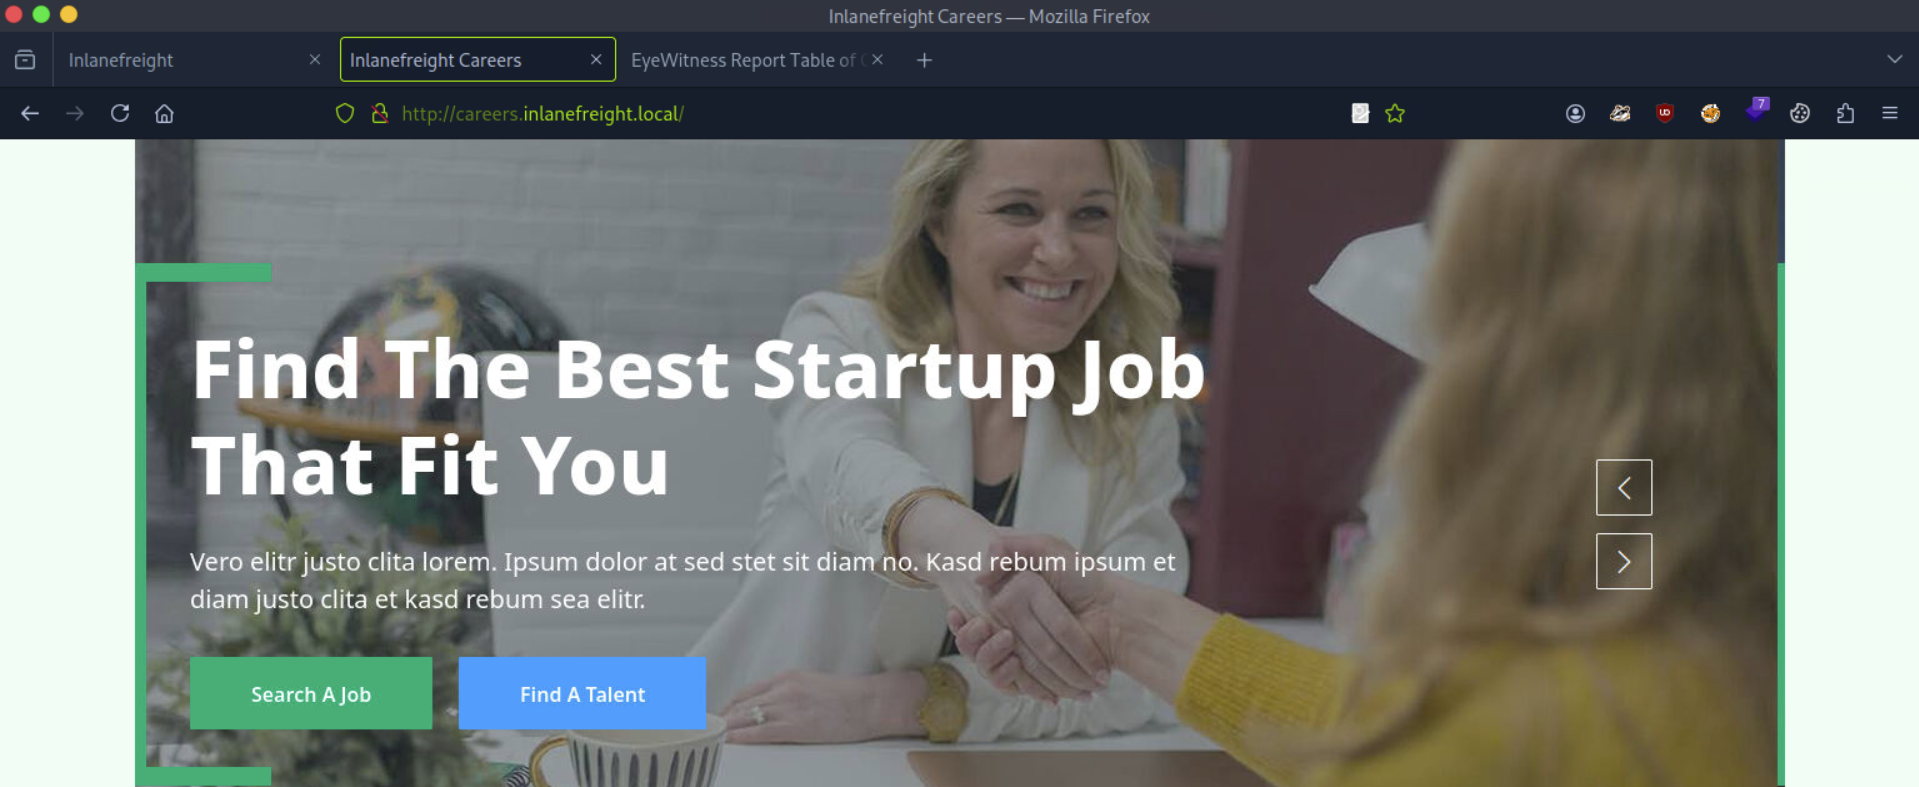 Inlanefreight Careers — Mozilla Firefox
Inlanefreight
Inlanefreight Careers
EyeWitness Report Table of
http://careers.inlanefreight.local/
7
Find The Best Startup Job
That Fit You
Vero elitr justo clita lorem. Ipsum dolor at sed stet sit diam no. Kasd rebum ipsum et
diam justo clita et kasd rebum sea elitr.
Search A Job
Find A Talent